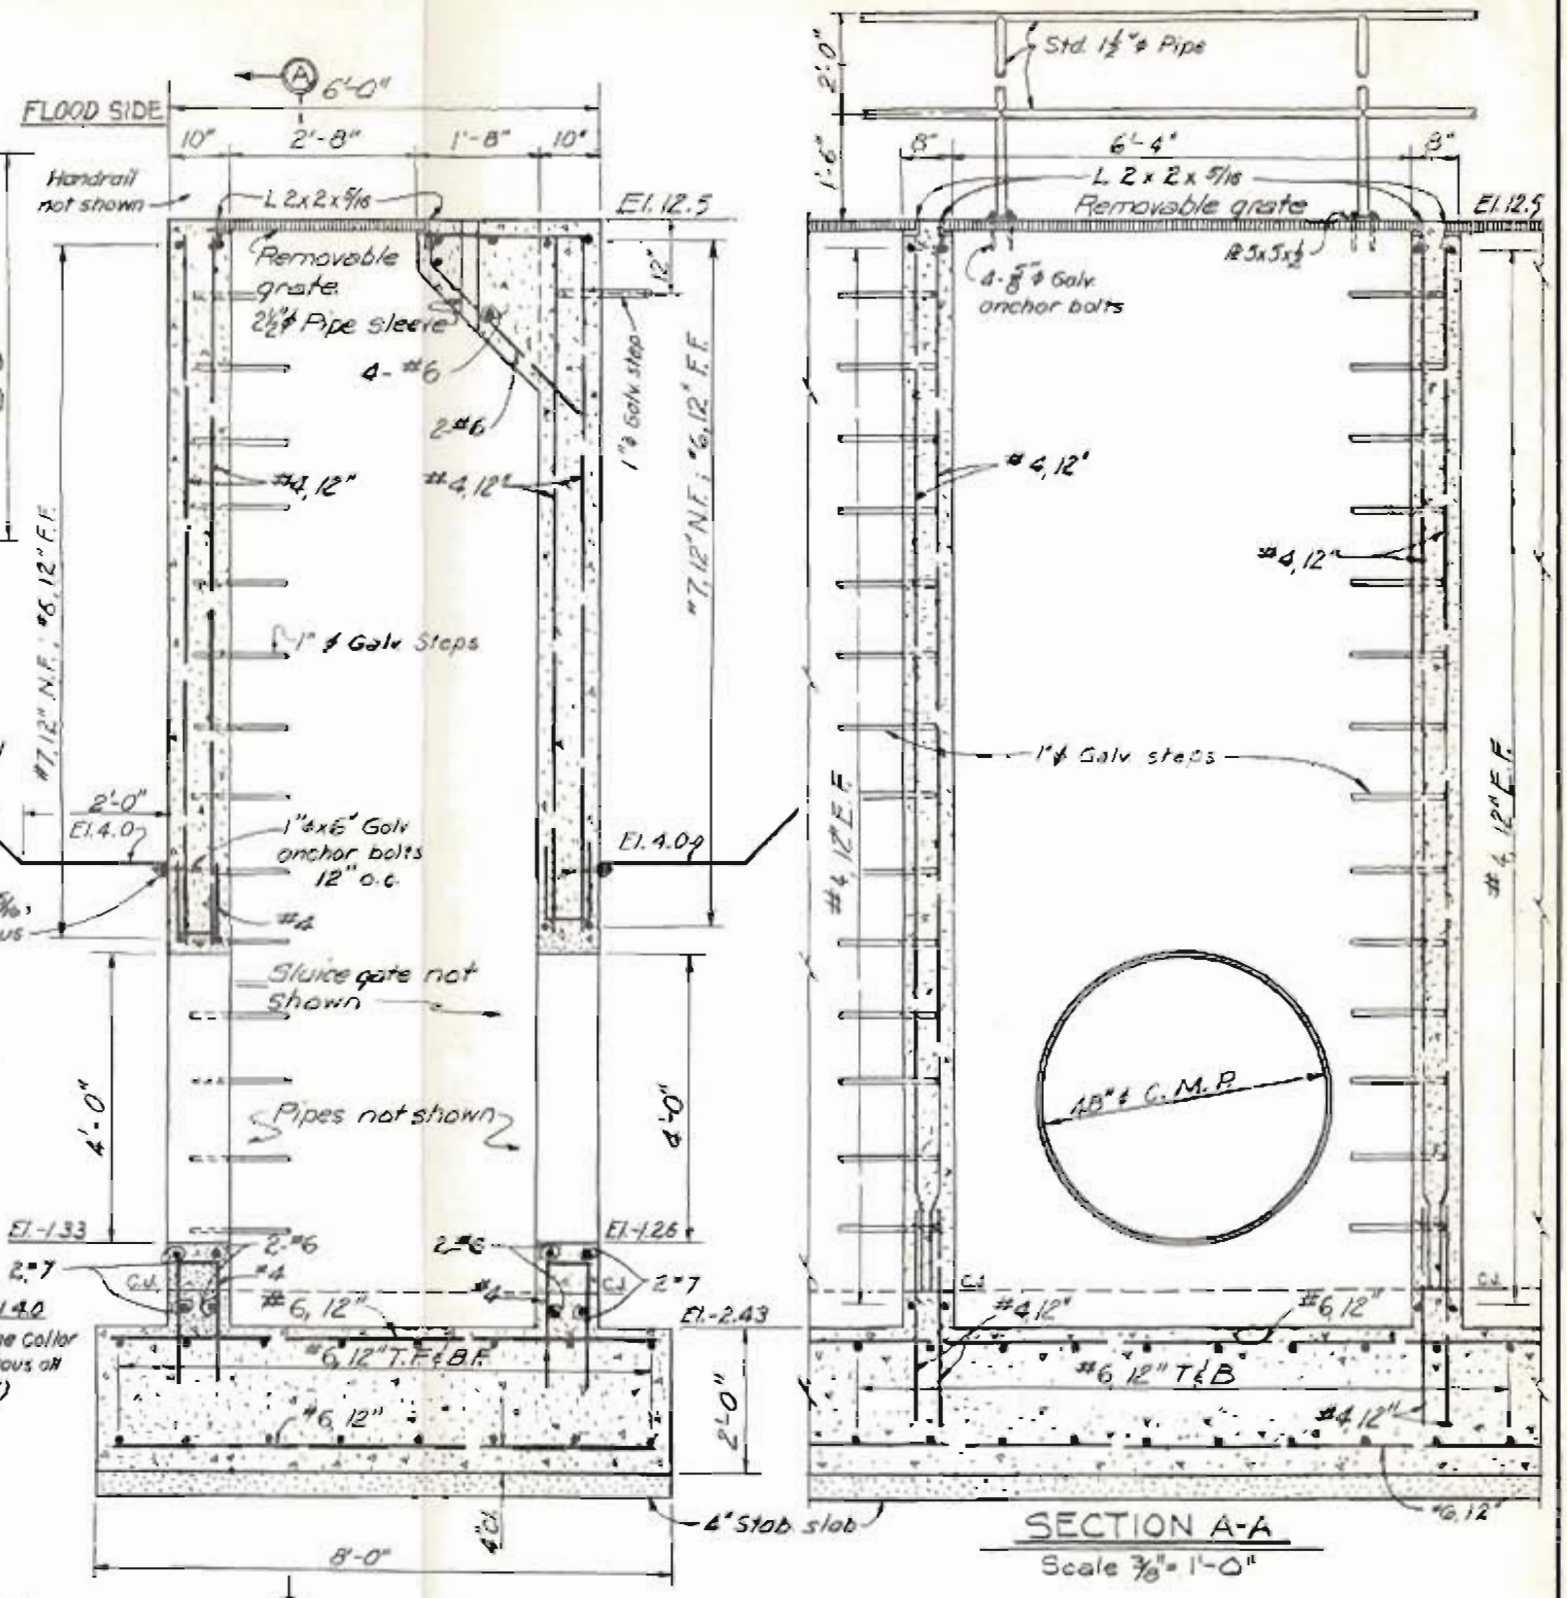 A
6'-0"
FLOOD SIDE
10"
2'-8"
1'-8"
10"
Handrail
not shown
L 2x2x5/16
El. 12.5
Removable
grate
2½"φ Pipe sleeve
4-#6
2-#6
12"
1"φ Galv. step
#7,12" N.F.; #6,12" F.F.
#4,12"
#4,12"
#7,12" N.F.; #6,12" F.F.
1" φ Galv. Steps
2'-0"
El. 4.0
1"φx6" Galv
anchor bolts
12" o.c.
El. 4.0
#4
Sluice gate not
shown
4'-0"
Pipes not shown
4'-0"
El. -1.33
El. -1.26
2-#6
2-#6
2-#7
#4
C.J.
#4
C.J.
2-#7
#6, 12"
El. -2.43
Collar
#6, 12" T.F. & B.F.
#6, 12"
2'-0"
4" Stab. slab
8'-0"
2'-0"
Std. 1½"φ Pipe
1'-6"
8"
6'-4"
8"
L 2 x 2 x 5/16
Removable grate
El. 12.5
4-⅝"φ Galv.
anchor bolts
℄ 5x5x½
#4, 12"
#4, 12"
1"φ Galv. steps
#4, 12" E.F.
#4, 12" E.F.
48"φ C.M.P.
C.J.
C.J.
#4, 12"
#6, 12"
#6 12" T & B
#4 12"
#6, 12"
SECTION A-A
Scale ⅜" = 1'-0"